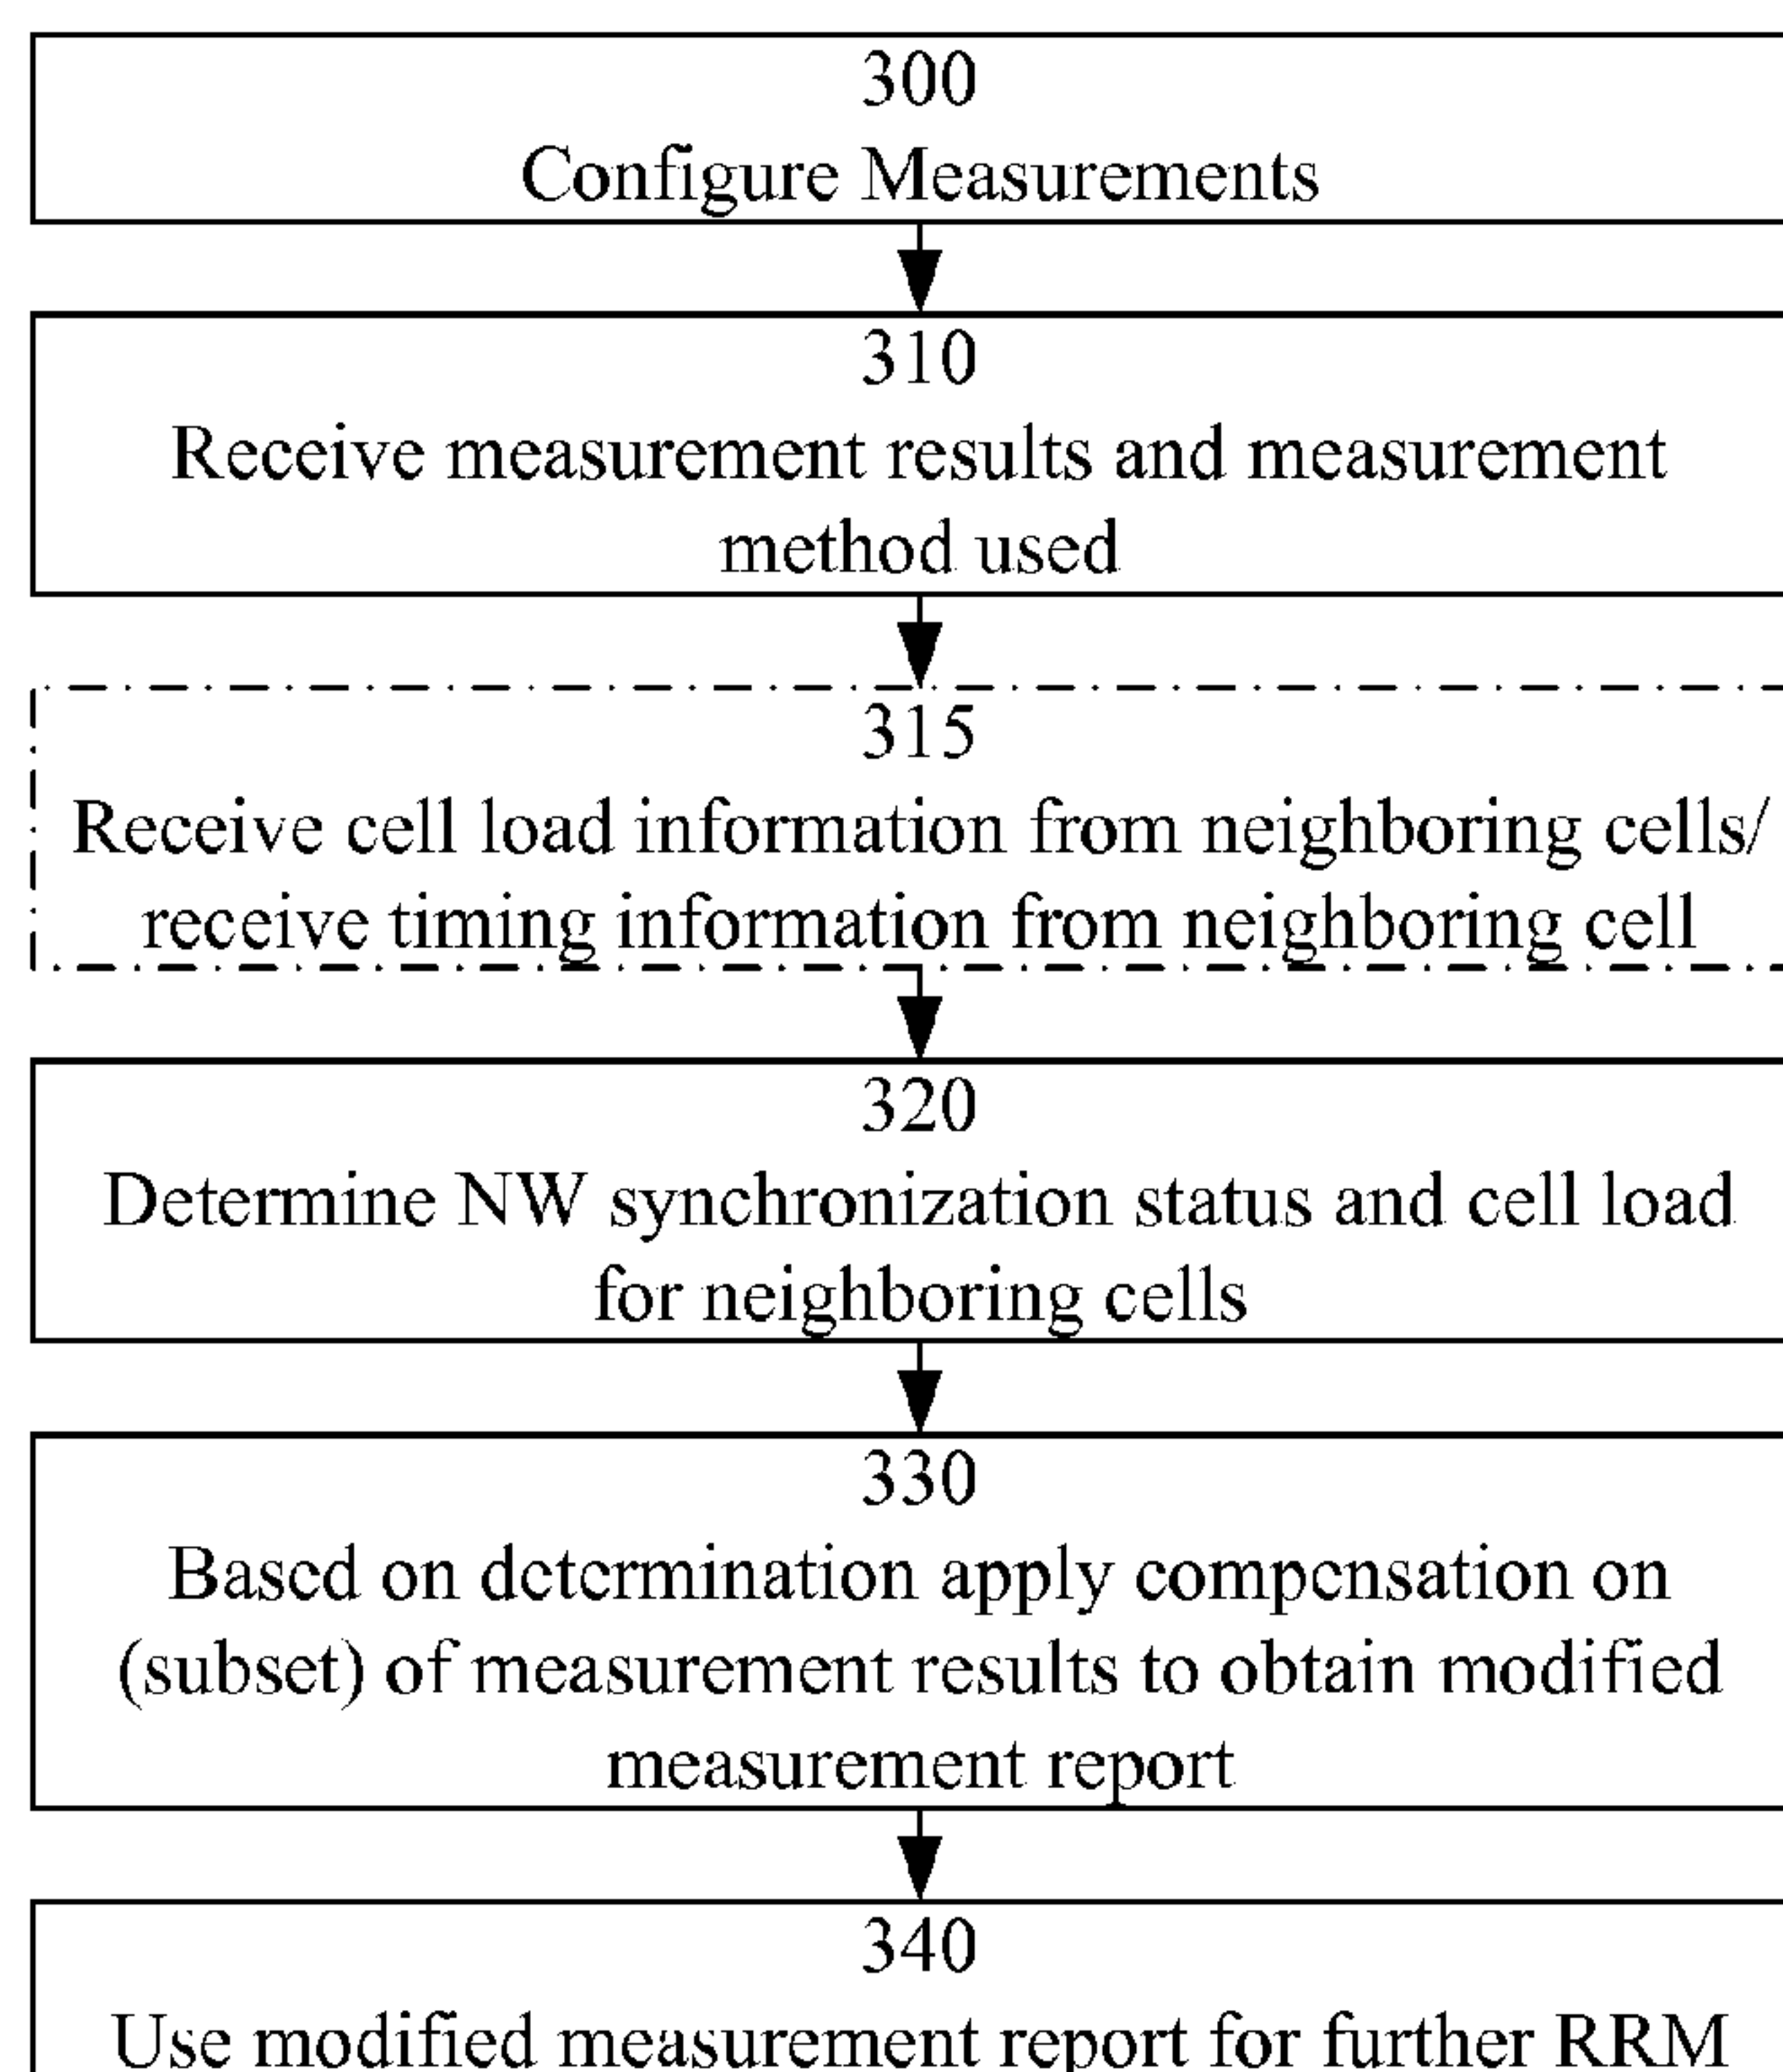 300
Configure Measurements
310
Receive measurement results and measurement
method used
315
Receive cell load information from neighboring cells/
receive timing information from neighboring cell
320
Determine NW synchronization status and cell load
for neighboring cells
330
Based on determination apply compensation on
(subset) of measurement results to obtain modified
measurement report
340
Use modified measurement report for further RRM